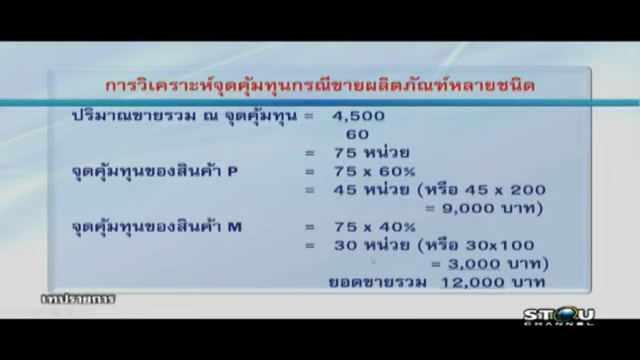 การวิเคราะห์จุดคุ้มทุนกรณีขายผลิตภัณฑ์หลายชนิด
ปริมาณขายรวม ณ จุดคุ้มทุน = 4,500
60
= 75 หน่วย
จุดคุ้มทุนของสินค้า P = 75 x 60%
= 45 หน่วย (หรือ 45 x 200
= 9,000 บาท)
จุดคุ้มทุนของสินค้า M = 75 x 40%
= 30 หน่วย (หรือ 30x100
= 3,000 บาท)
ยอดขายรวม 12,000 บาท
เทปรายการ
STOU
CHANNEL